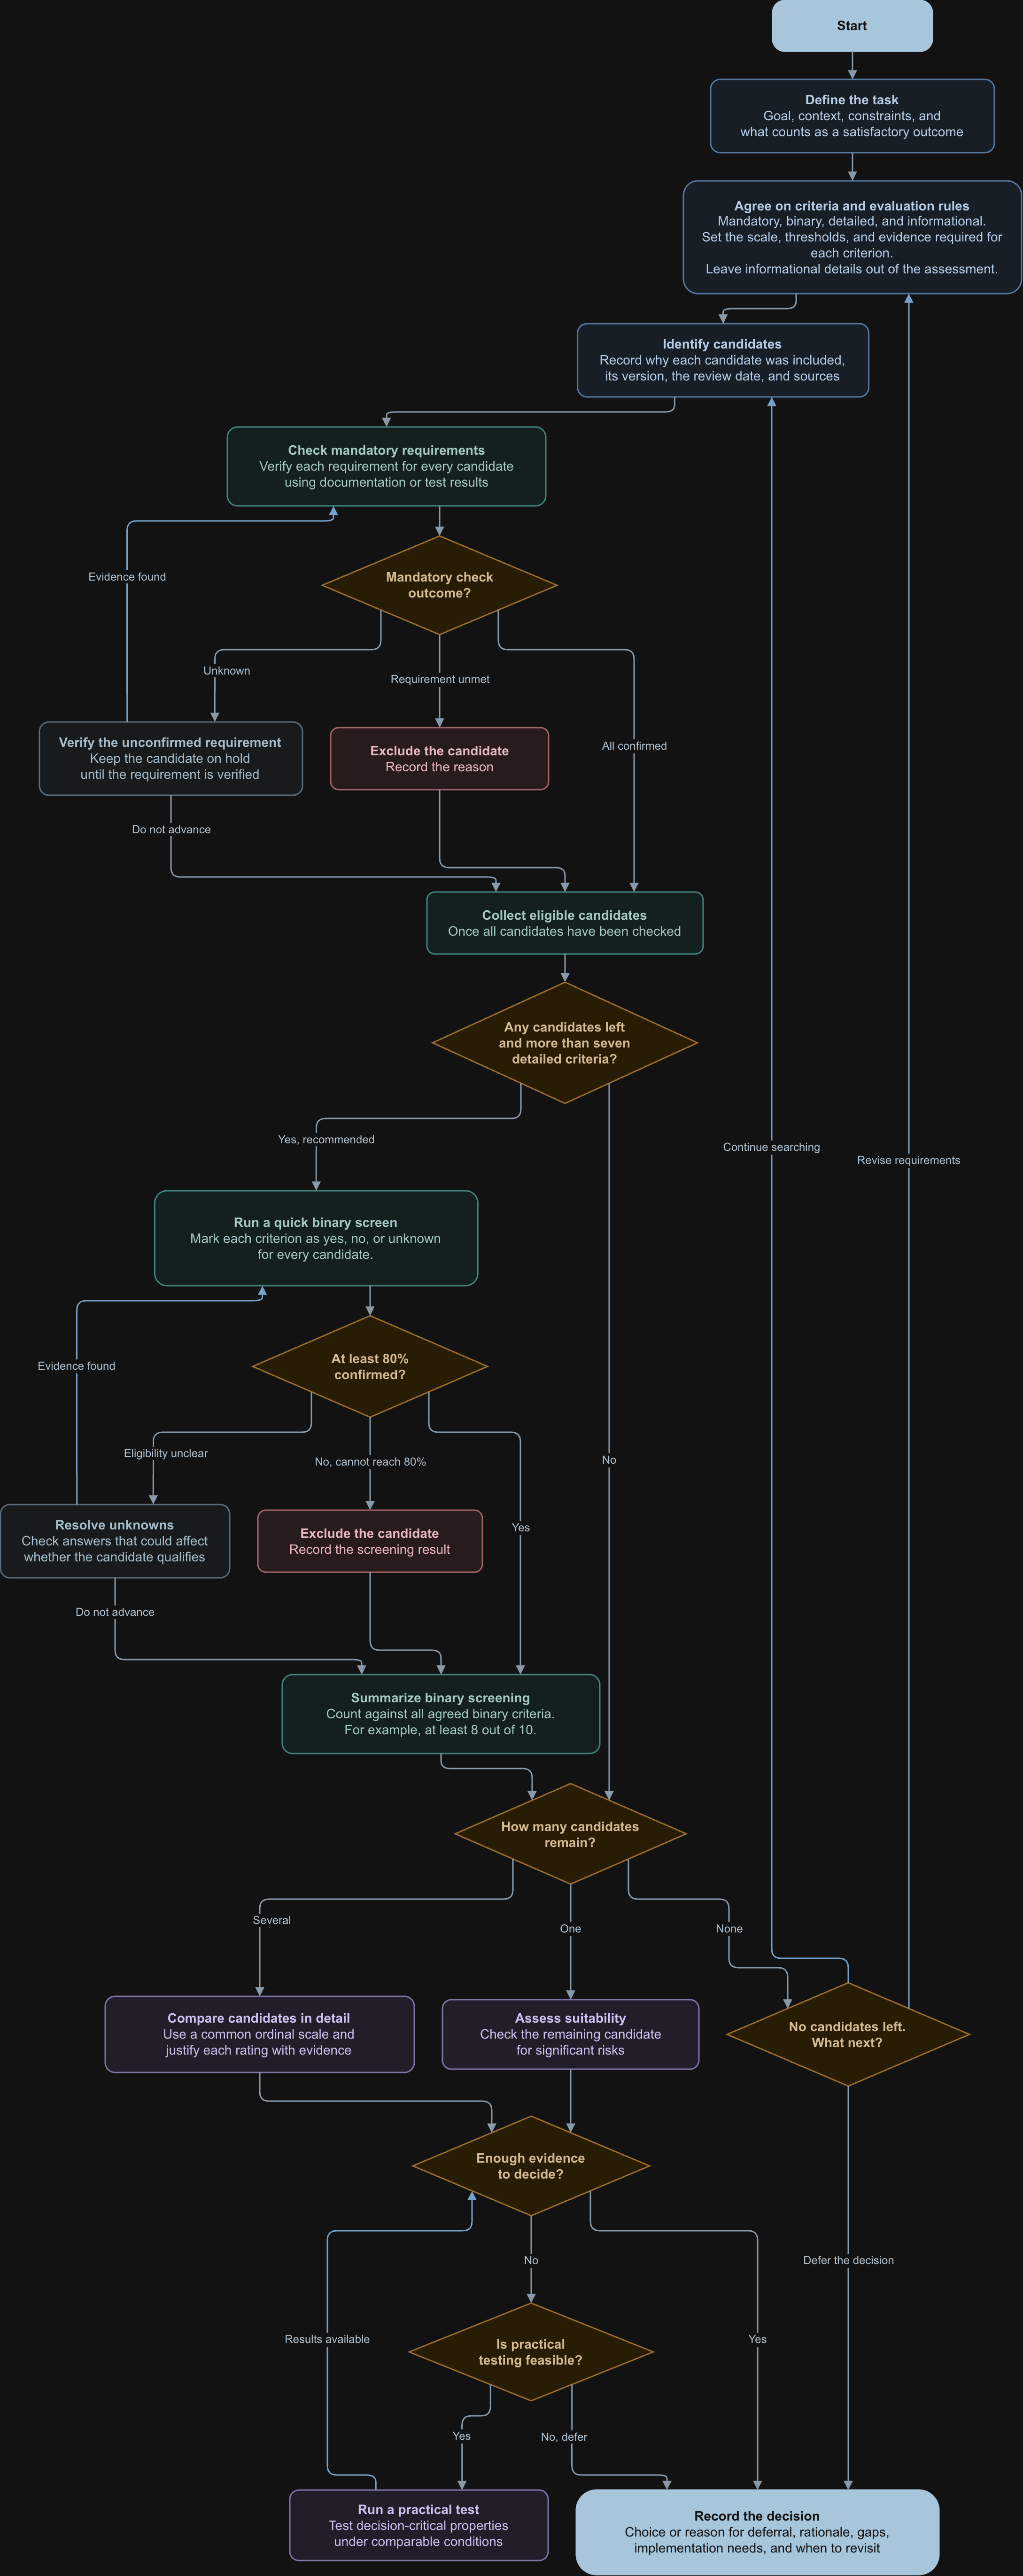 Start
Define the task
Goal, context, constraints, and
what counts as a satisfactory outcome
Agree on criteria and evaluation rules
Mandatory, binary, detailed, and informational.
Set the scale, thresholds, and evidence required for
each criterion.
Leave informational details out of the assessment.
Identify candidates
Record why each candidate was included,
its version, the review date, and sources
Check mandatory requirements
Verify each requirement for every candidate
using documentation or test results
Evidence found
Mandatory check
outcome?
Unknown
Requirement unmet
All confirmed
Verify the unconfirmed requirement
Keep the candidate on hold
until the requirement is verified
Exclude the candidate
Record the reason
Do not advance
Collect eligible candidates
Once all candidates have been checked
Any candidates left
and more than seven
detailed criteria?
Yes, recommended
Continue searching
Revise requirements
Run a quick binary screen
Mark each criterion as yes, no, or unknown
for every candidate.
Evidence found
At least 80%
confirmed?
Eligibility unclear
No, cannot reach 80%
No
Yes
Resolve unknowns
Check answers that could affect
whether the candidate qualifies
Exclude the candidate
Record the screening result
Do not advance
Summarize binary screening
Count against all agreed binary criteria.
For example, at least 8 out of 10.
How many candidates
remain?
Several
One
None
Compare candidates in detail
Use a common ordinal scale and
justify each rating with evidence
Assess suitability
Check the remaining candidate
for significant risks
No candidates left.
What next?
Enough evidence
to decide?
No
Defer the decision
Results available
Is practical
testing feasible?
Yes
Yes
No, defer
Run a practical test
Test decision-critical properties
under comparable conditions
Record the decision
Choice or reason for deferral, rationale, gaps,
implementation needs, and when to revisit